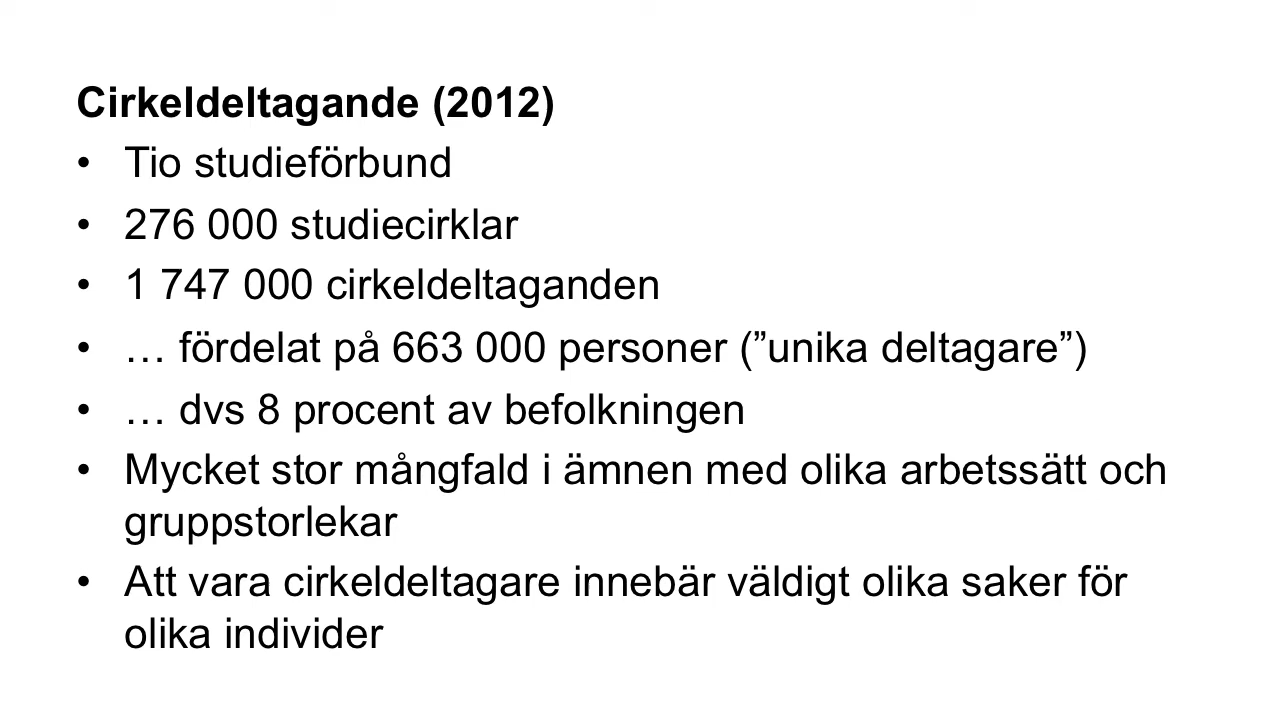 Cirkeldeltagande (2012)
• Tio studieförbund
• 276 000 studiecirklar
• 1 747 000 cirkeldeltaganden
• … fördelat på 663 000 personer (”unika deltagare”)
• … dvs 8 procent av befolkningen
• Mycket stor mångfald i ämnen med olika arbetssätt och
gruppstorlekar
• Att vara cirkeldeltagare innebär väldigt olika saker för
olika individer